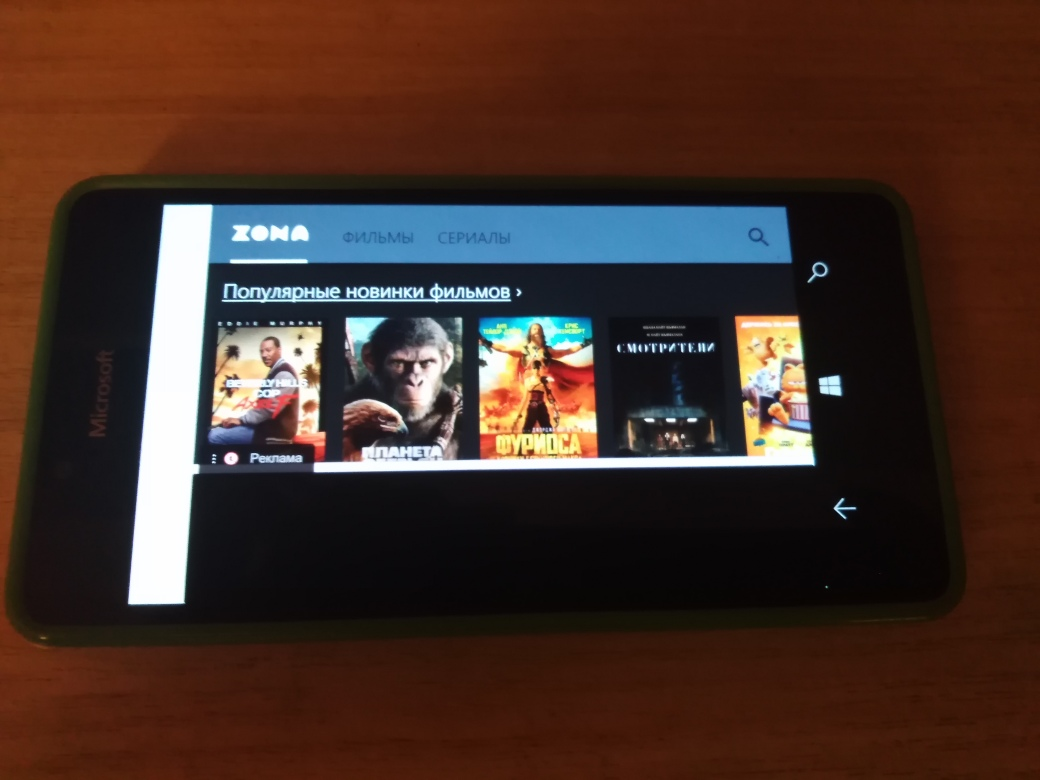 Microsoft
ZONA ФИЛЬМЫ СЕРИАЛЫ
Популярные новинки фильмов ›
EDDIE MURPHY
BEVERLY HILLS
COP
ПЛАНЕТА
ФУРИОСА
СМОТРИТЕЛИ
Реклама